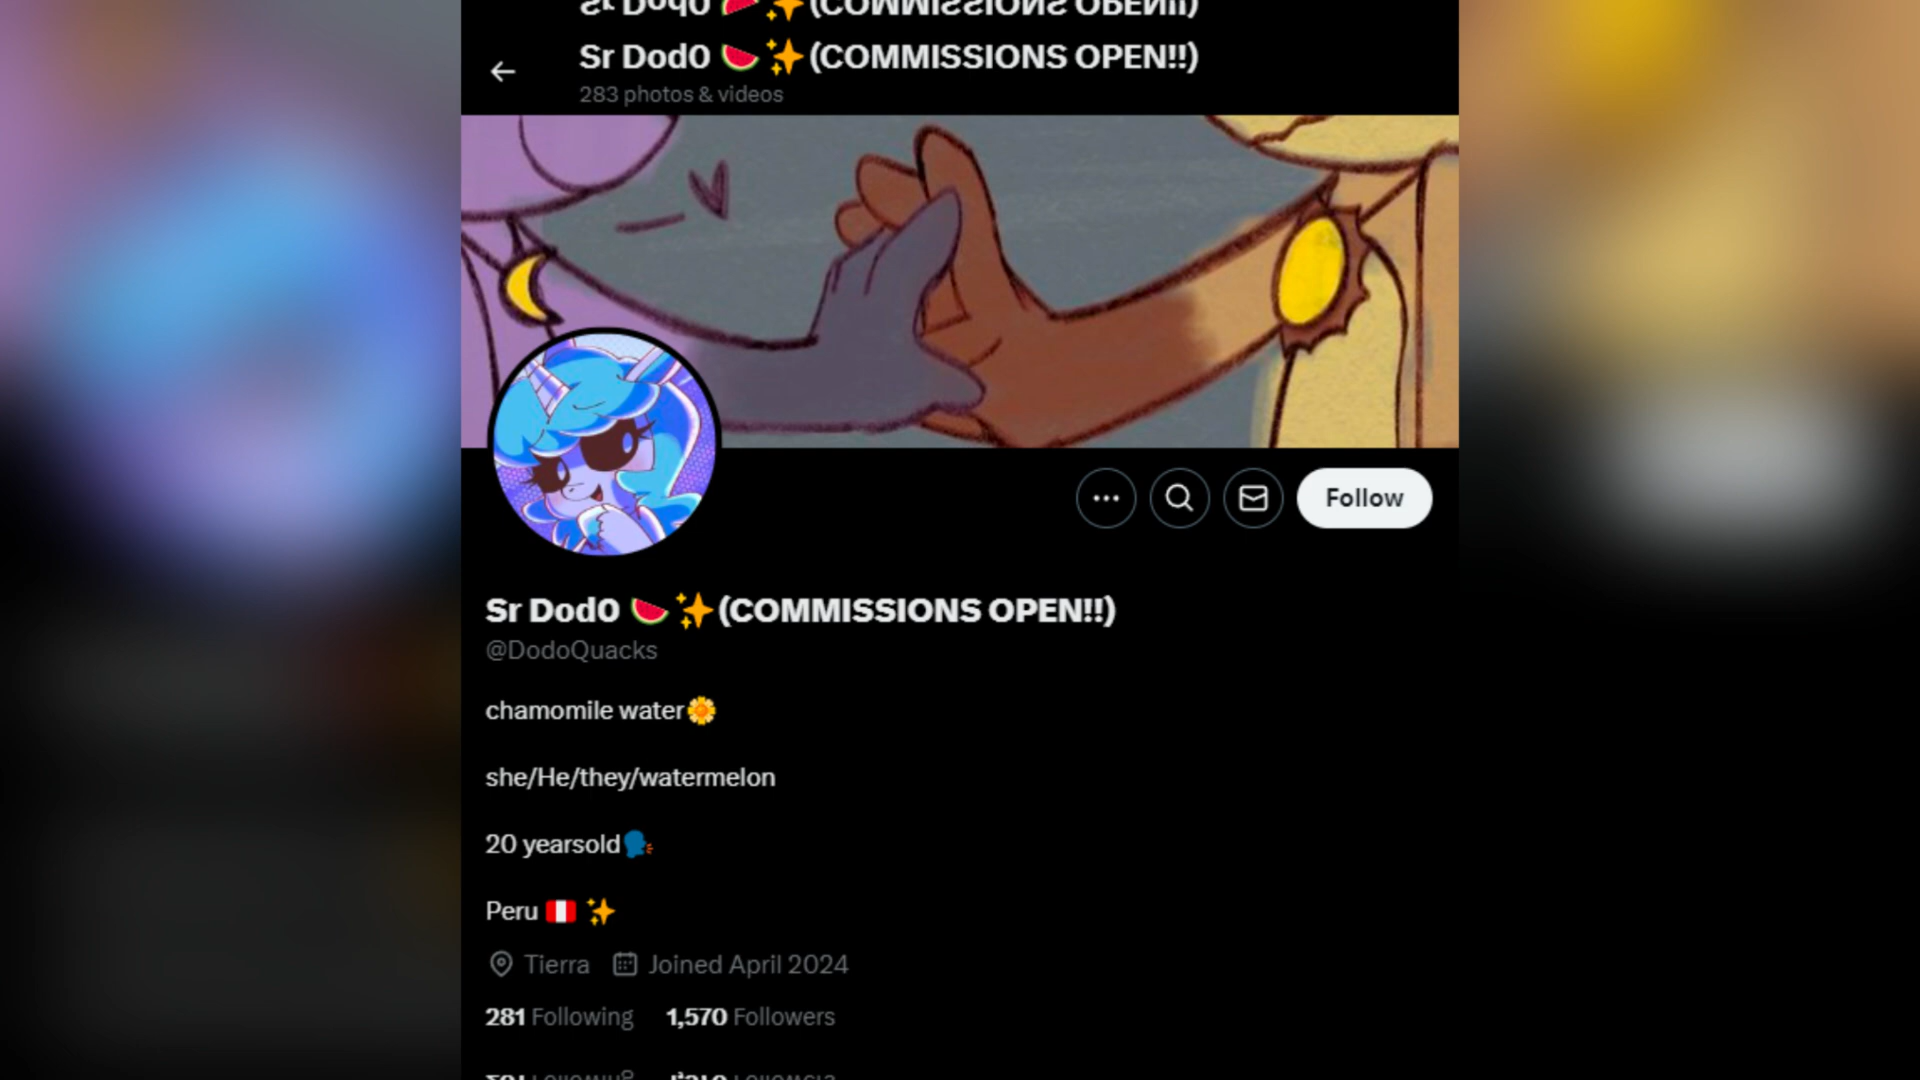 Sr Dod0 🍉✨(COMMISSIONS OPEN!!)
283 photos & videos
Follow
Sr Dod0 🍉✨(COMMISSIONS OPEN!!)
@DodoQuacks
chamomile water🌼
she/He/they/watermelon
20 yearsold🗣️
Peru 🇵🇪 ✨
Tierra Joined April 2024
281 Following 1,570 Followers